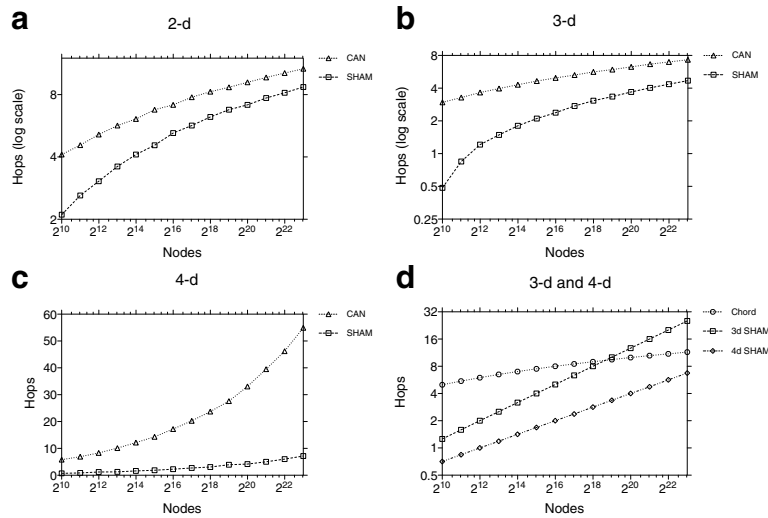 a
2-d
Hops (log scale)
8
4
2
2^10 2^12 2^14 2^16 2^18 2^20 2^22
Nodes
CAN
SHAM
b
3-d
Hops (log scale)
8
4
2
1
0.5
0.25
2^10 2^12 2^14 2^16 2^18 2^20 2^22
Nodes
CAN
SHAM
c
4-d
Hops
60
50
40
30
20
10
0
2^10 2^12 2^14 2^16 2^18 2^20 2^22
Nodes
CAN
SHAM
d
3-d and 4-d
Hops
32
16
8
4
2
1
0.5
2^10 2^12 2^14 2^16 2^18 2^20 2^22
Nodes
Chord
3d SHAM
4d SHAM